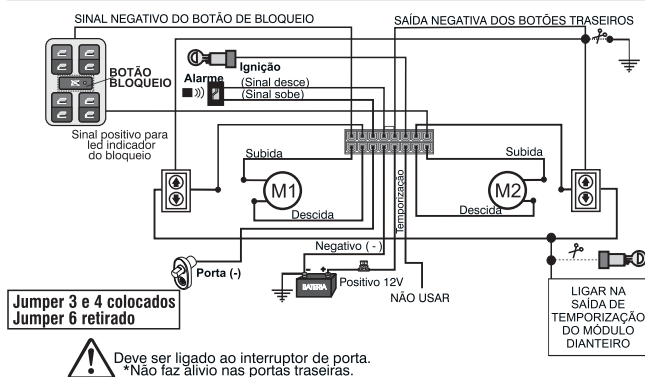 SINAL NEGATIVO DO BOTÃO DE BLOQUEIO
SAÍDA NEGATIVA DOS BOTÕES TRASEIROS
BOTÃO
BLOQUEIO
Ignição
Alarme
(Sinal desce)
(Sinal sobe)
Sinal positivo para
led indicador
do bloqueio
Subida
Subida
M1
M2
Descida
Descida
Temporização
Negativo ( - )
Porta (-)
- +
BATERIA
Positivo 12V
NÃO USAR
Jumper 3 e 4 colocados
Jumper 6 retirado
LIGAR NA
SAÍDA DE
TEMPORIZAÇÃO
DO MÓDULO
DIANTEIRO
Deve ser ligado ao interruptor de porta.
*Não faz alivio nas portas traseiras.